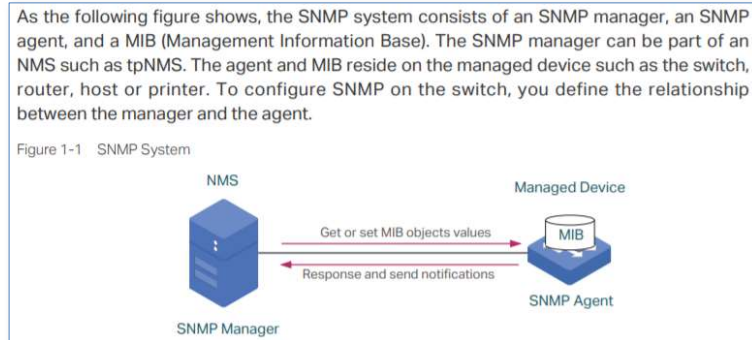 As the following figure shows, the SNMP system consists of an SNMP manager, an SNMP
agent, and a MIB (Management Information Base). The SNMP manager can be part of an
NMS such as tpNMS. The agent and MIB reside on the managed device such as the switch,
router, host or printer. To configure SNMP on the switch, you define the relationship
between the manager and the agent.
Figure 1-1 SNMP System
NMS
Managed Device
Get or set MIB objects values
MIB
Response and send notifications
SNMP Agent
SNMP Manager